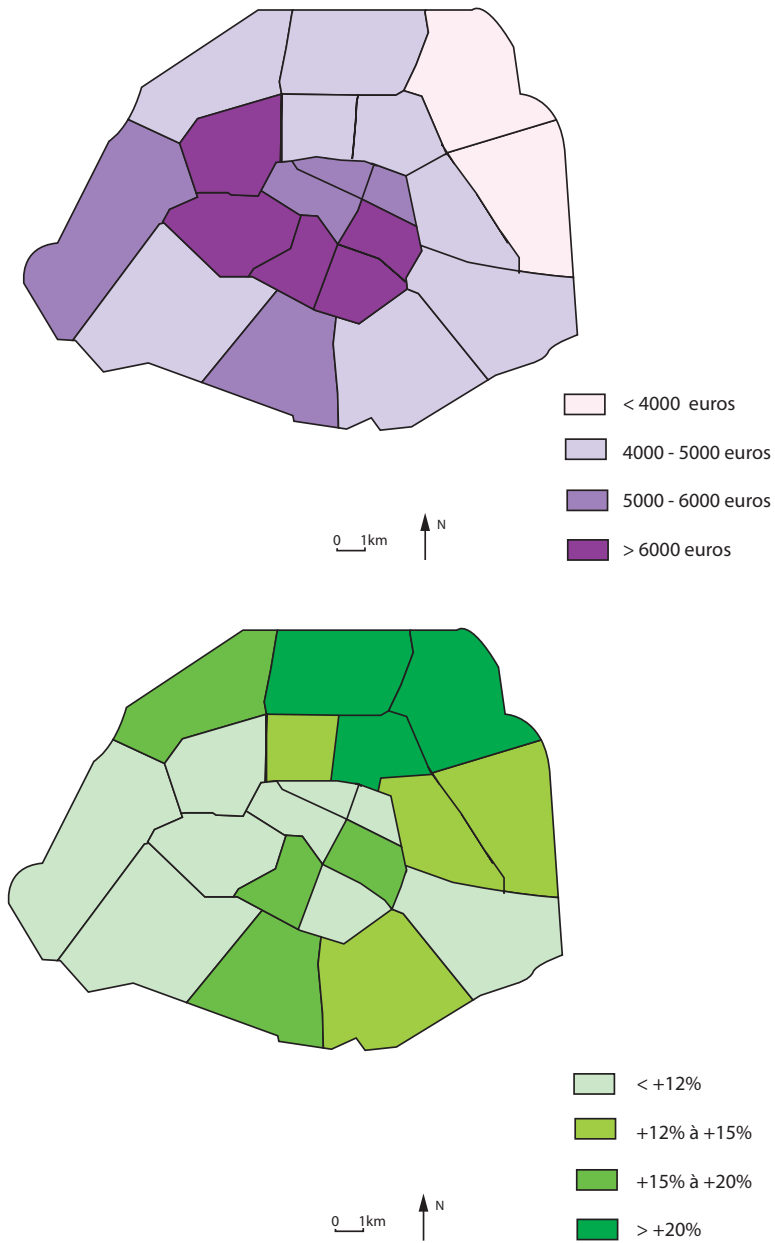 < 4000 euros
4000 - 5000 euros
5000 - 6000 euros
> 6000 euros
0 1km
N
< +12%
+12% à +15%
+15% à +20%
> +20%
0 1km
N